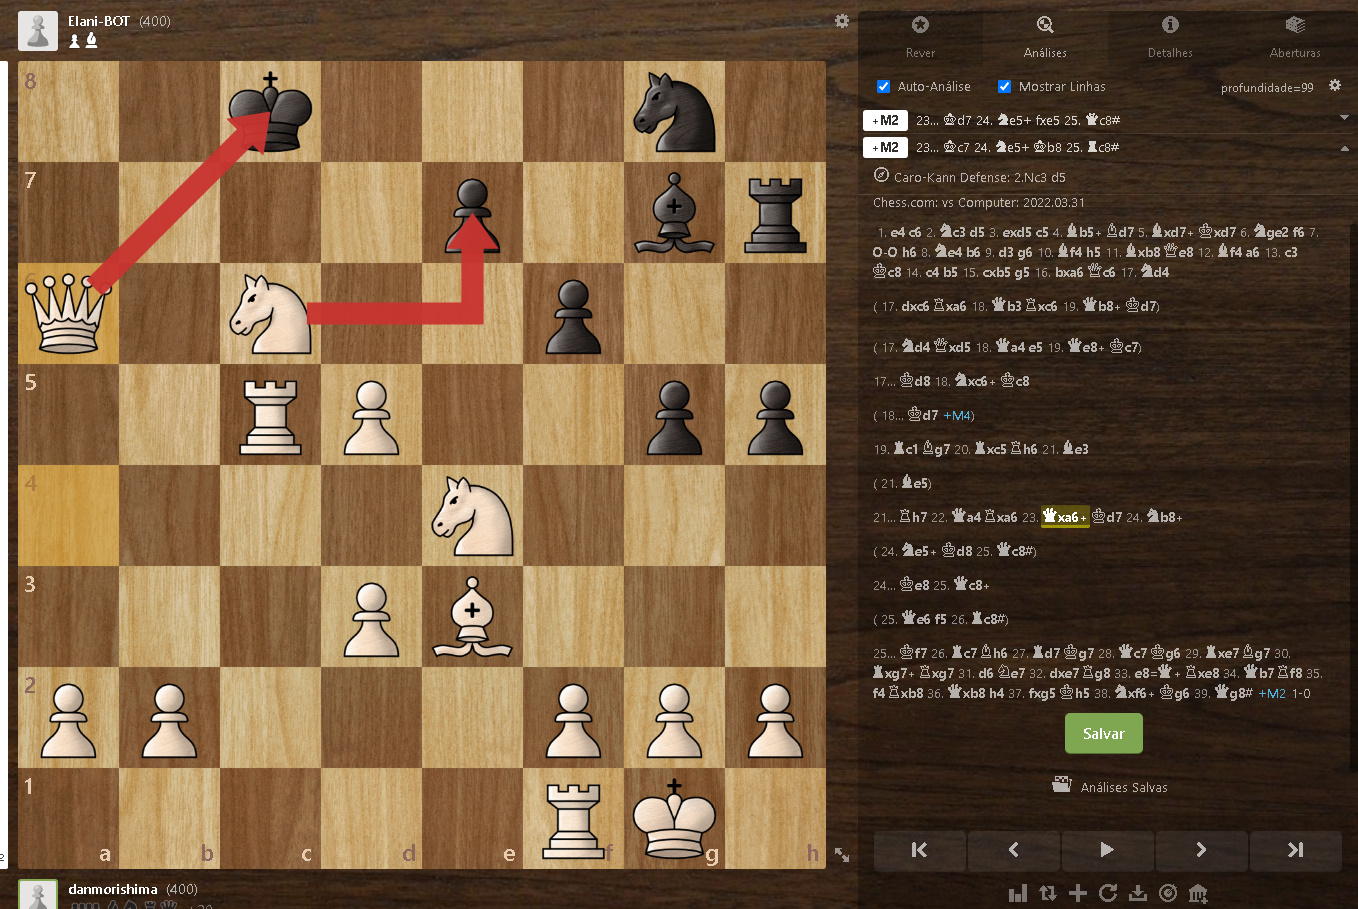 Elani-BOT (400)
8
7
6
5
4
3
2
1
a b c d e f g h
danmorishima (400)
Rever Análises Detalhes Aberturas
Auto-Análise Mostrar Linhas profundidade=99
+M2 23... ♔d7 24. ♞e5+ fxe5 25. ♛c8#
+M2 23... ♔c7 24. ♞e5+ ♔b8 25. ♜c8#
Caro-Kann Defense: 2.Nc3 d5
Chess.com: vs Computer: 2022.03.31
1. e4 c6 2. ♞c3 d5 3. exd5 c5 4. ♝b5+ ♗d7 5. ♝xd7+ ♔xd7 6. ♞ge2 f6 7.
O-O h6 8. ♞e4 b6 9. d3 g6 10. ♝f4 h5 11. ♝xb8 ♕e8 12. ♝f4 a6 13. c3
♔c8 14. c4 b5 15. cxb5 g5 16. bxa6 ♕c6 17. ♞d4
( 17. dxc6 ♖xa6 18. ♛b3 ♖xc6 19. ♛b8+ ♔d7)
( 17. ♞d4 ♕xd5 18. ♛a4 e5 19. ♛e8+ ♔c7)
17... ♔d8 18. ♞xc6+ ♔c8
( 18... ♔d7 +M4)
19. ♜c1 ♗g7 20. ♜xc5 ♖h6 21. ♝e3
( 21. ♝e5)
21... ♖h7 22. ♛a4 ♖xa6 23. ♛xa6+ ♔d7 24. ♞b8+
( 24. ♞e5+ ♔d8 25. ♛c8#)
24... ♔e8 25. ♛c8+
( 25. ♛e6 f5 26. ♜c8#)
25... ♔f7 26. ♜c7 ♗h6 27. ♜d7 ♔g7 28. ♛c7 ♔g6 29. ♜xe7 ♗g7 30.
♜xg7+ ♖xg7 31. d6 ♘e7 32. dxe7 ♖g8 33. e8=♛+ ♖xe8 34. ♛b7 ♖f8 35.
f4 ♖xb8 36. ♛xb8 h4 37. fxg5 ♔h5 38. ♞xf6+ ♔g6 39. ♛g8# +M2 1-0
Salvar
Análises Salvas